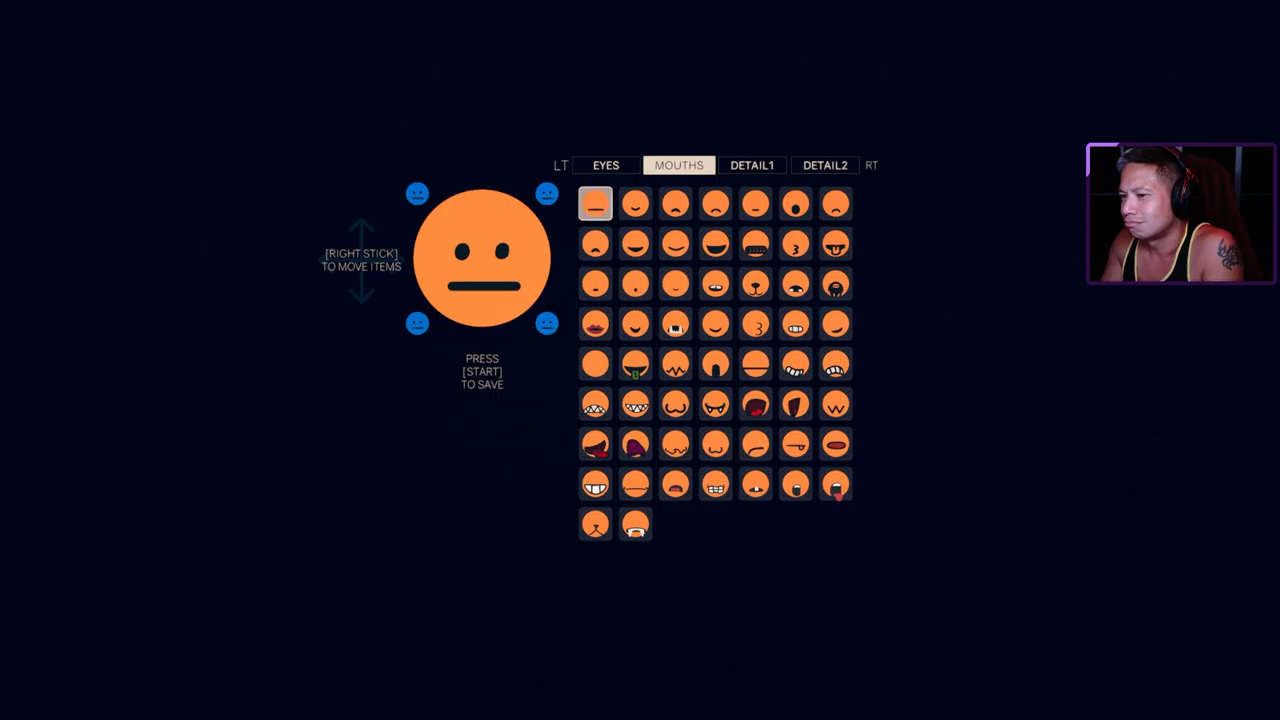 LT EYES MOUTHS DETAIL1 DETAIL2 RT
[RIGHT STICK]
TO MOVE ITEMS
PRESS
[START]
TO SAVE